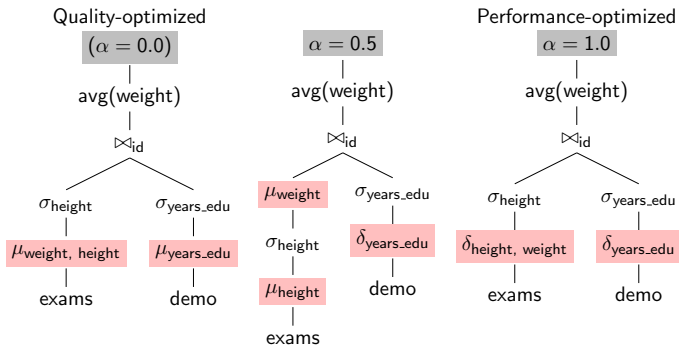 Quality-optimized
(α = 0.0)
avg(weight)
⋈id
σheight
σyears_edu
μweight, height
μyears_edu
exams
demo
α = 0.5
avg(weight)
⋈id
μweight
σyears_edu
σheight
δyears_edu
μheight
demo
exams
Performance-optimized
α = 1.0
avg(weight)
⋈id
σheight
σyears_edu
δheight, weight
δyears_edu
exams
demo